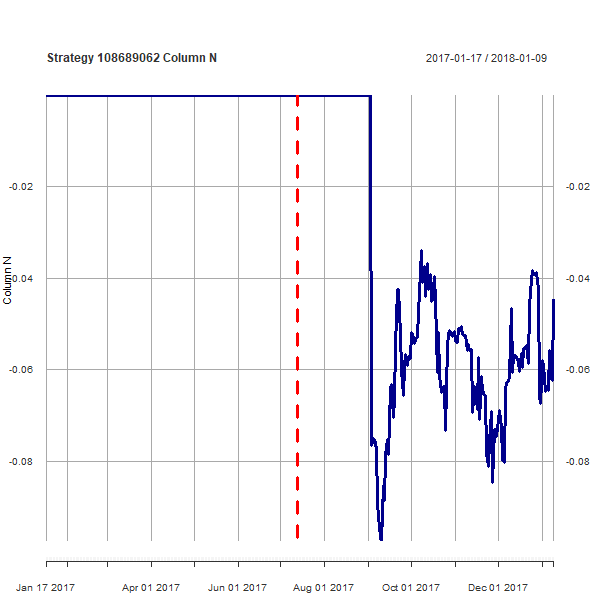 Strategy 108689062 Column N
2017-01-17 / 2018-01-09
Column N
-0.02
-0.02
-0.04
-0.04
-0.06
-0.06
-0.08
-0.08
Jan 17 2017
Apr 01 2017
Jun 01 2017
Aug 01 2017
Oct 01 2017
Dec 01 2017